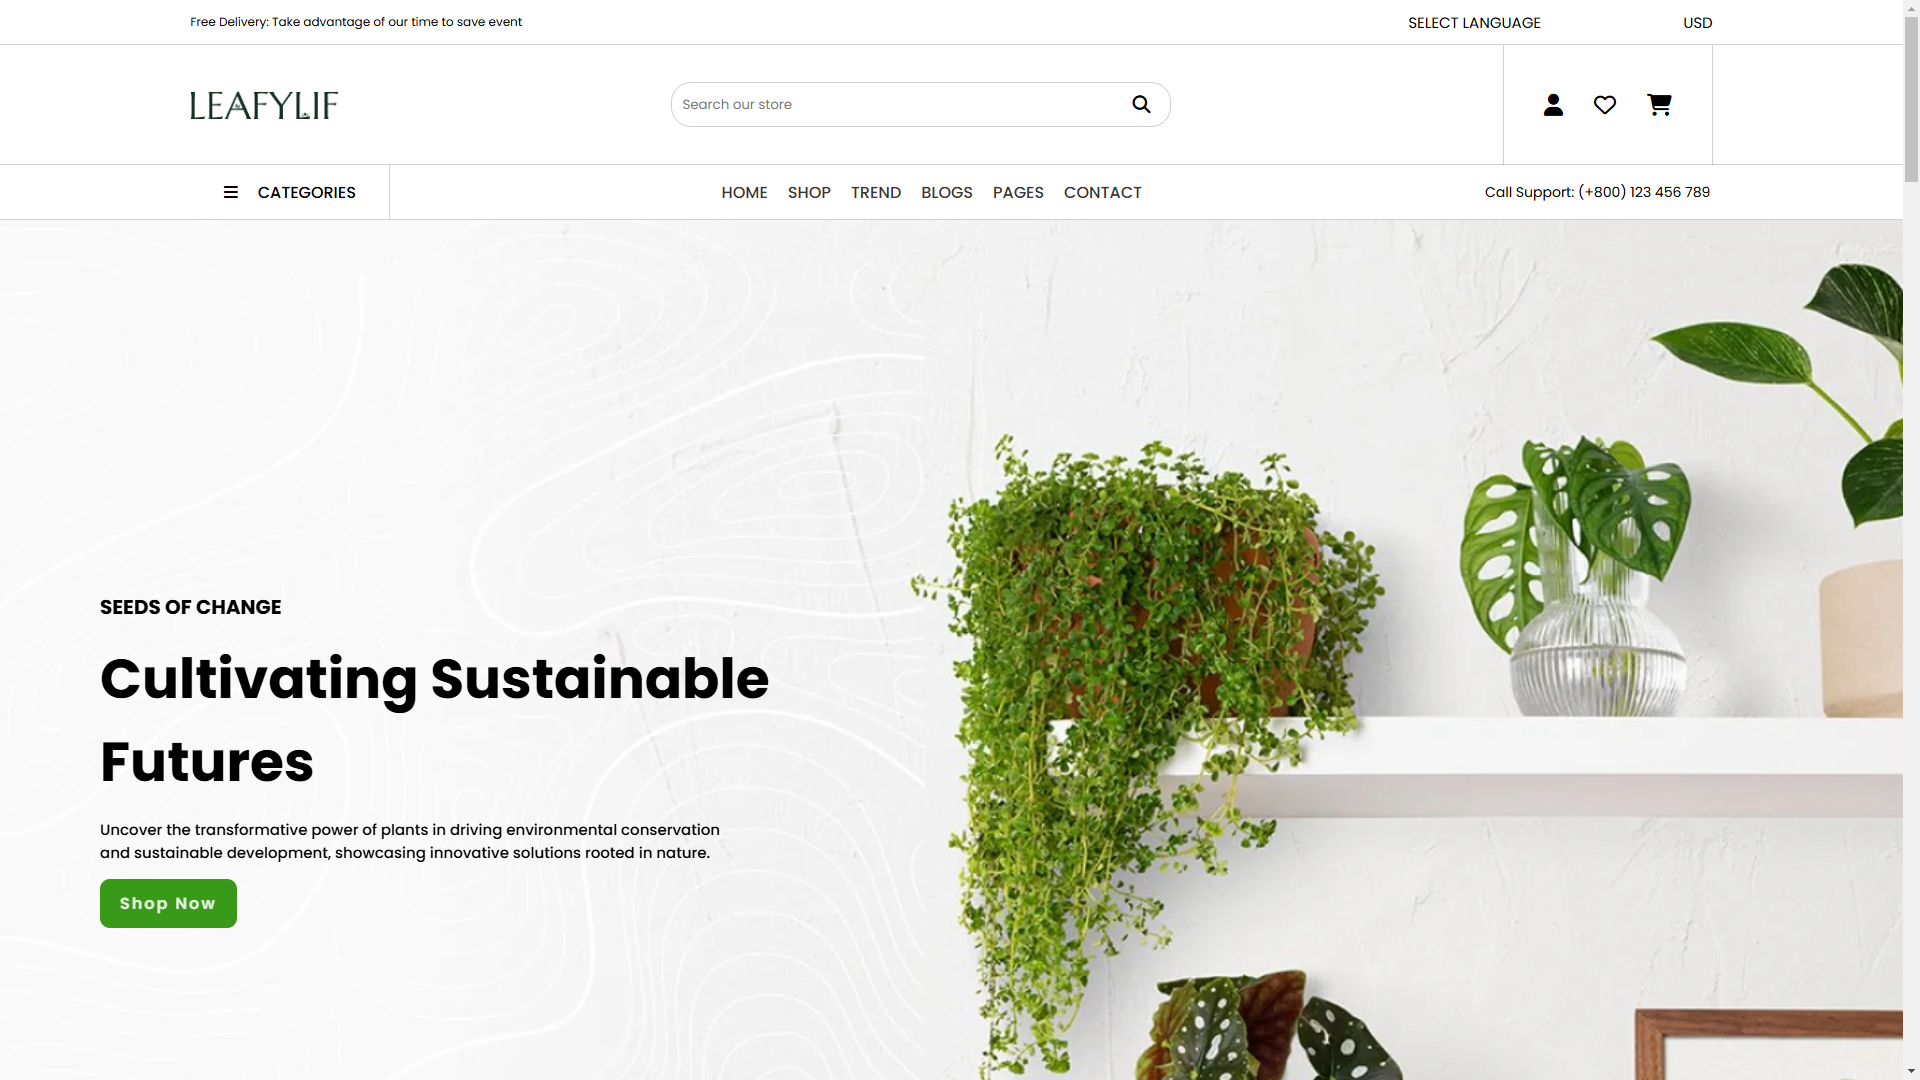 Free Delivery: Take advantage of our time to save event
SELECT LANGUAGE
USD
LEAFYLIF
Search our store
CATEGORIES
HOME
SHOP
TREND
BLOGS
PAGES
CONTACT
Call Support: (+800) 123 456 789
SEEDS OF CHANGE
Cultivating Sustainable
Futures
Uncover the transformative power of plants in driving environmental conservation
and sustainable development, showcasing innovative solutions rooted in nature.
Shop Now